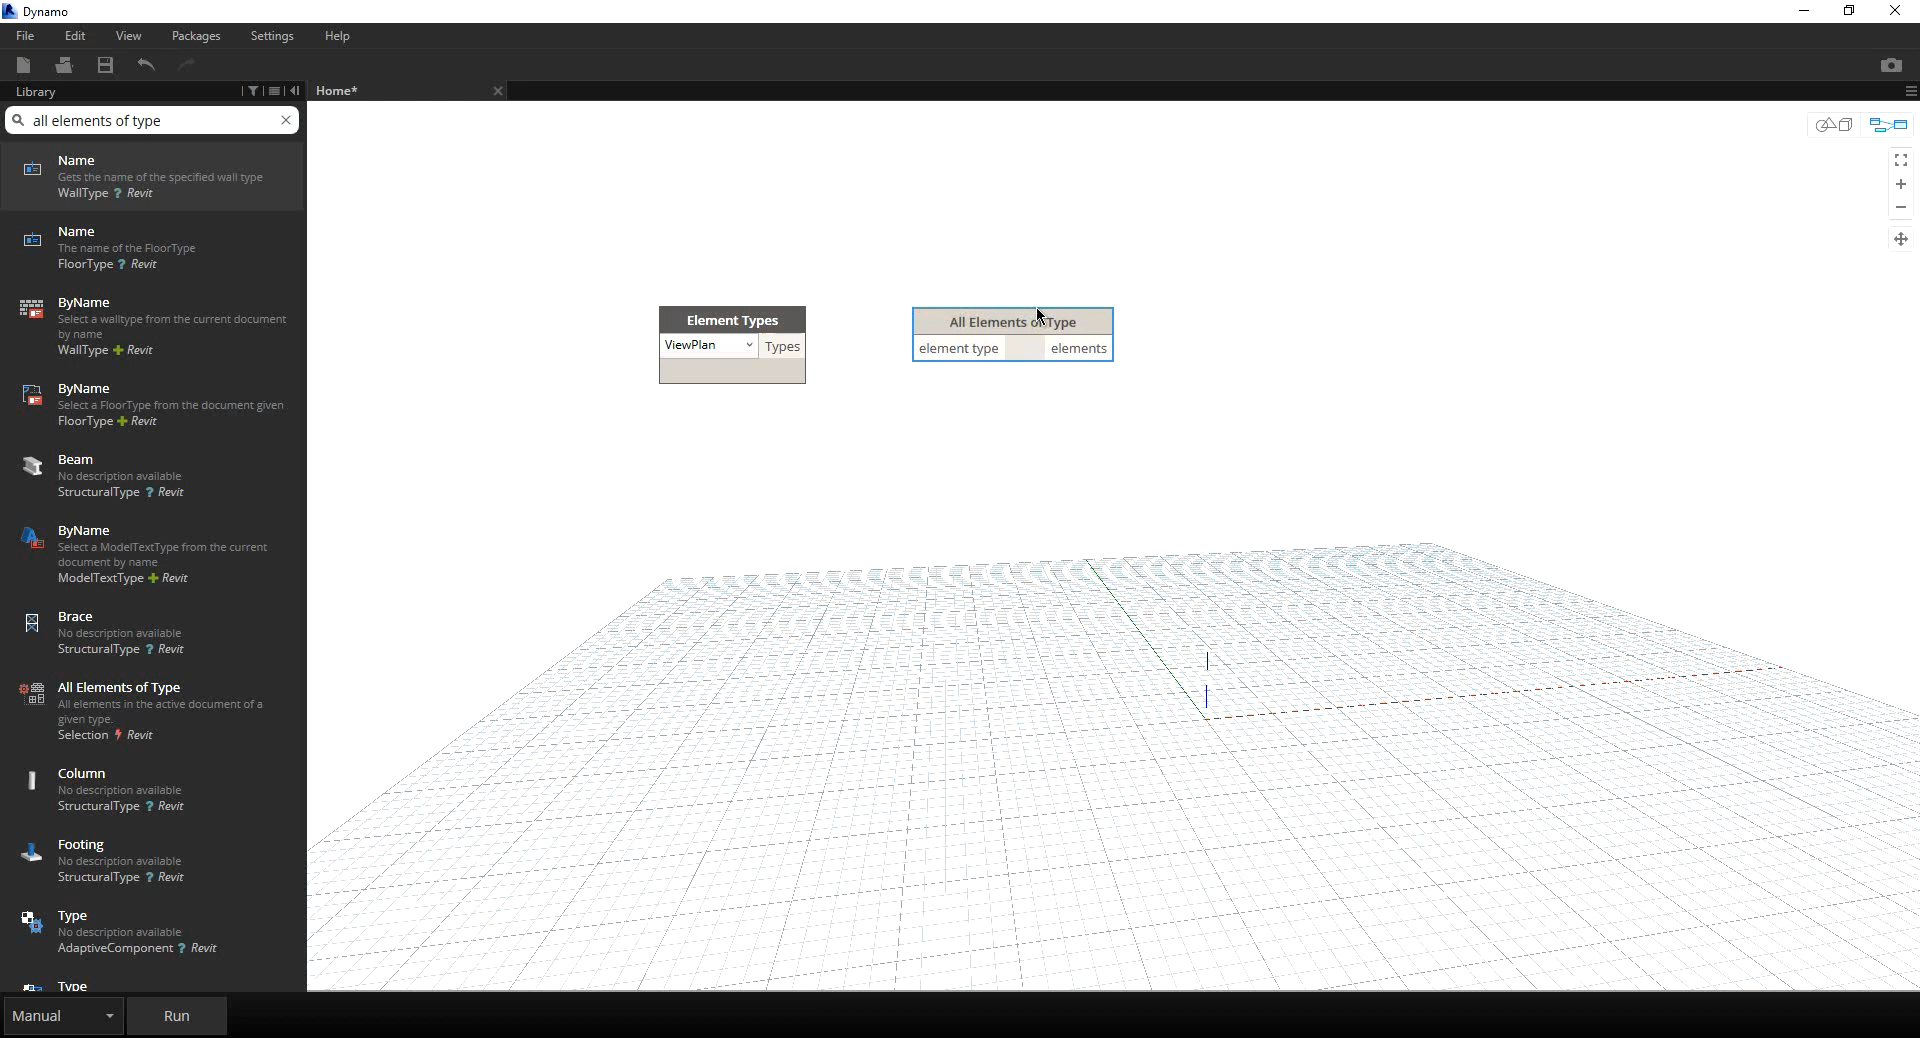 Dynamo
File Edit View Packages Settings Help
Library
Home*
all elements of type
Name
Gets the name of the specified wall type
WallType ? Revit
Name
The name of the FloorType
FloorType ? Revit
ByName
Select a walltype from the current document
by name
WallType + Revit
ByName
Select a FloorType from the document given
FloorType + Revit
Beam
No description available
StructuralType ? Revit
ByName
Select a ModelTextType from the current
document by name
ModelTextType + Revit
Brace
No description available
StructuralType ? Revit
All Elements of Type
All elements in the active document of a
given type.
Selection Revit
Column
No description available
StructuralType ? Revit
Footing
No description available
StructuralType ? Revit
Type
No description available
AdaptiveComponent ? Revit
Type
Element Types
ViewPlan Types
All Elements of Type
element type elements
Manual Run